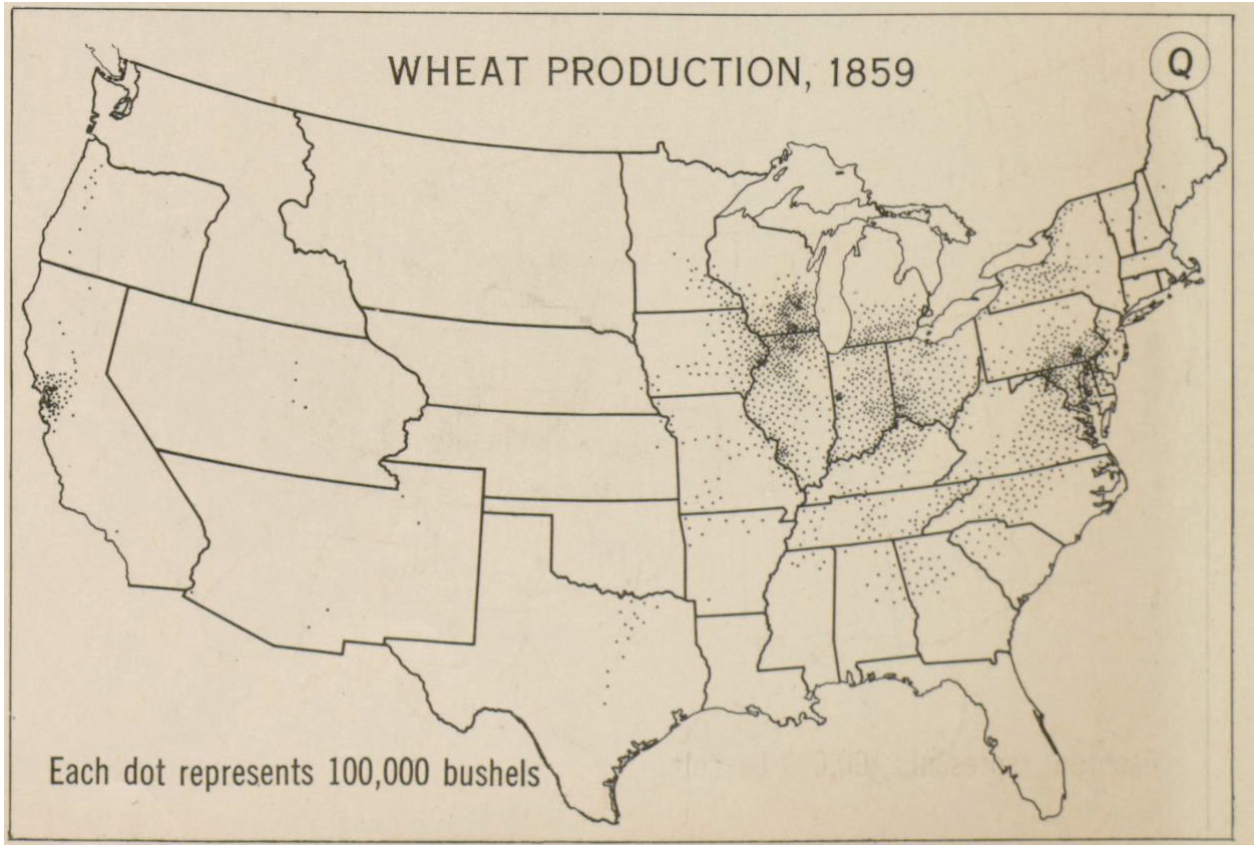 WHEAT PRODUCTION, 1859
Q
Each dot represents 100,000 bushels